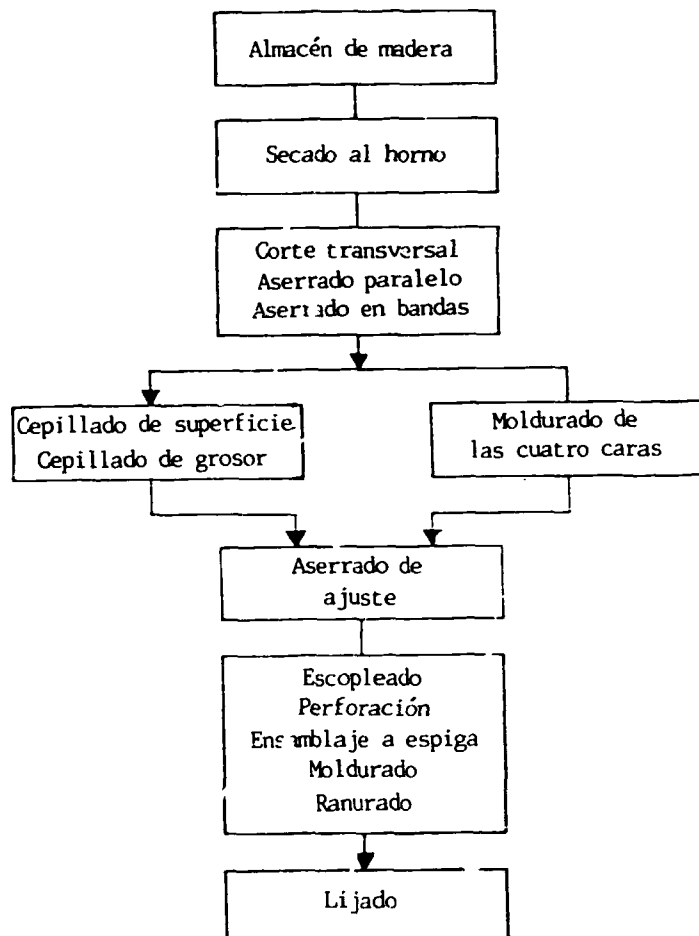 Almacén de madera
Secado al horno
Corte transversal
Aserrado paralelo
Aserrado en bandas
Cepillado de superficie
Cepillado de grosor
Moldurado de
las cuatro caras
Aserrado de
ajuste
Escopleado
Perforación
Ensamblaje a espiga
Moldurado
Ranurado
Lijado